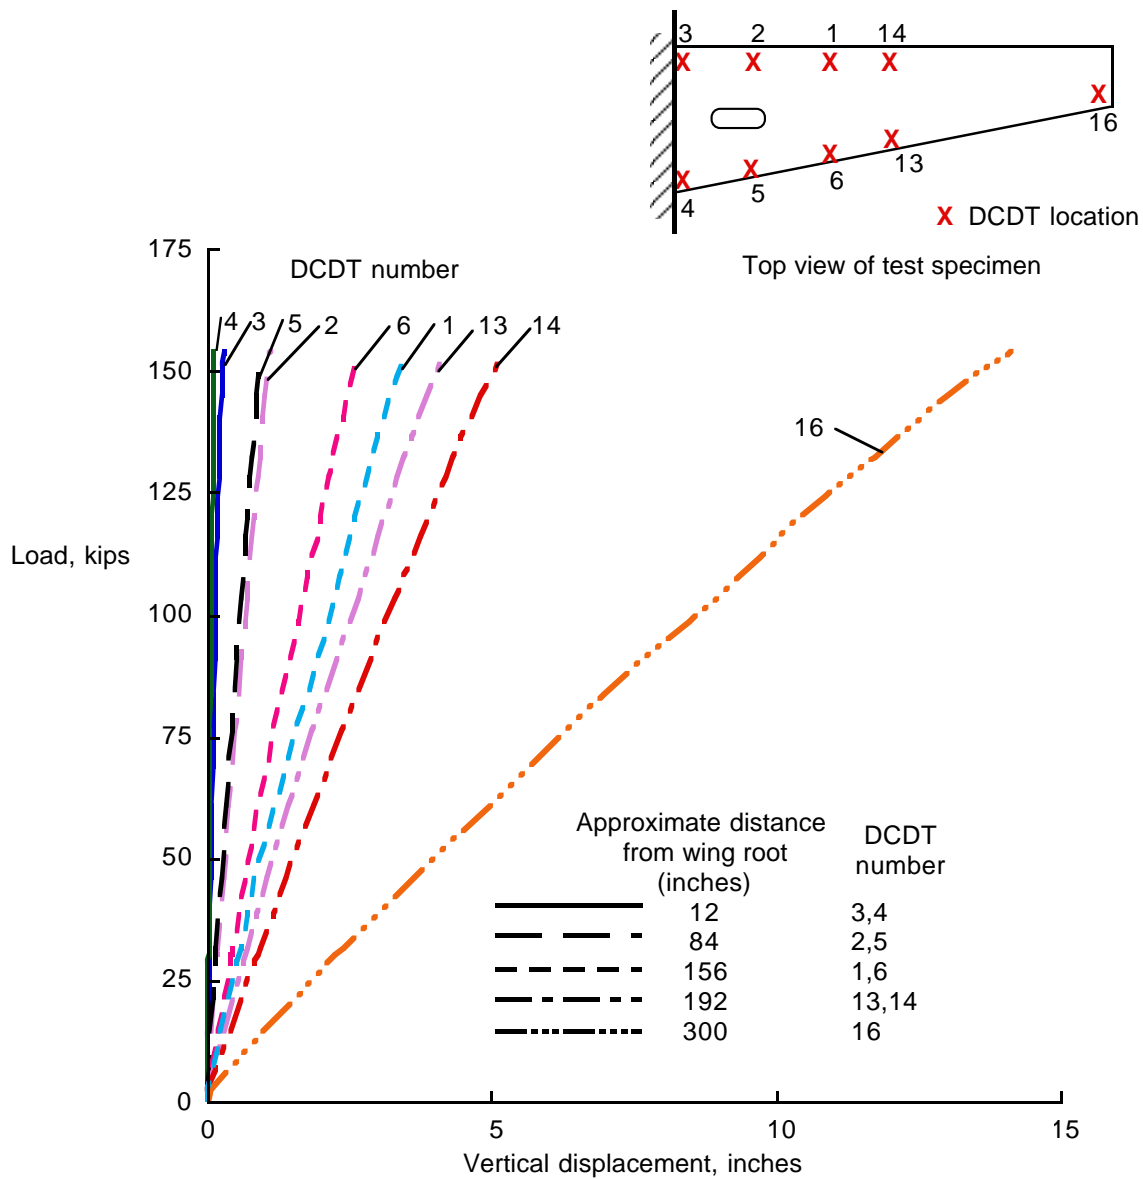 3 2 1 14
16
13
6
5
4
X DCDT location
Top view of test specimen
175
DCDT number
4 3 5 2 6 1 13 14
150
16
125
Load, kips
100
75
50
25
0
0 5 10 15
Vertical displacement, inches
Approximate distance
from wing root
(inches)
DCDT
number
12 3,4
84 2,5
156 1,6
192 13,14
300 16